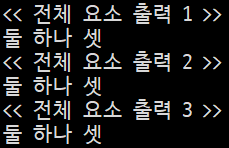 << 전체 요소 출력 1 >>
둘 하나 셋
<< 전체 요소 출력 2 >>
둘 하나 셋
<< 전체 요소 출력 3 >>
둘 하나 셋